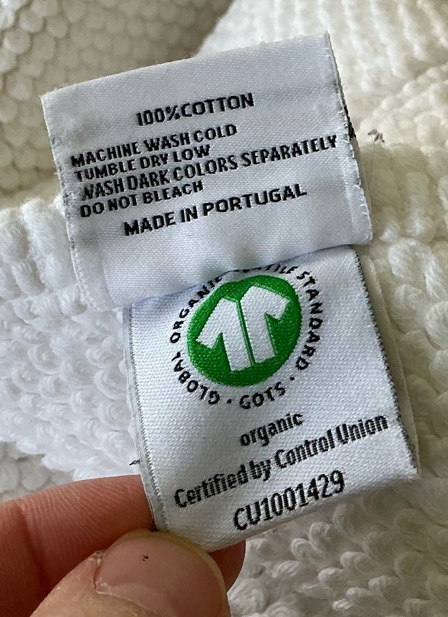 100%COTTON
MACHINE WASH COLD
TUMBLE DRY LOW
WASH DARK COLORS SEPARATELY
DO NOT BLEACH
MADE IN PORTUGAL
GLOBAL ORGANIC TEXTILE STANDARD · GOTS ·
organic
Certified by Control Union
CU1001429